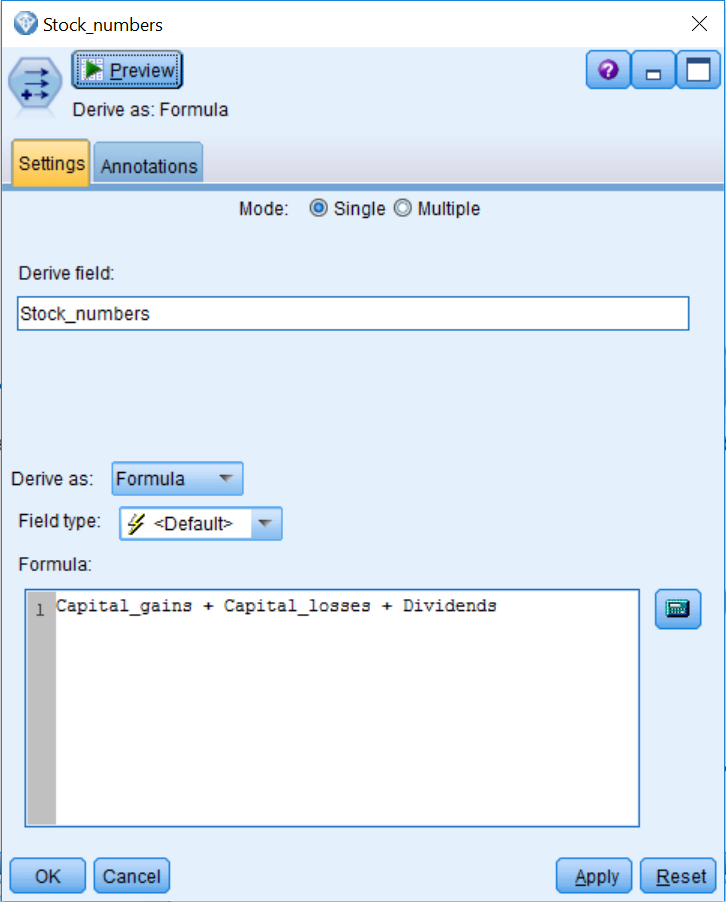 Stock_numbers
Preview
Derive as: Formula
Settings Annotations
Mode: Single Multiple
Derive field:
Stock_numbers
Derive as: Formula
Field type: <Default>
Formula:
1 Capital_gains + Capital_losses + Dividends
OK Cancel Apply Reset